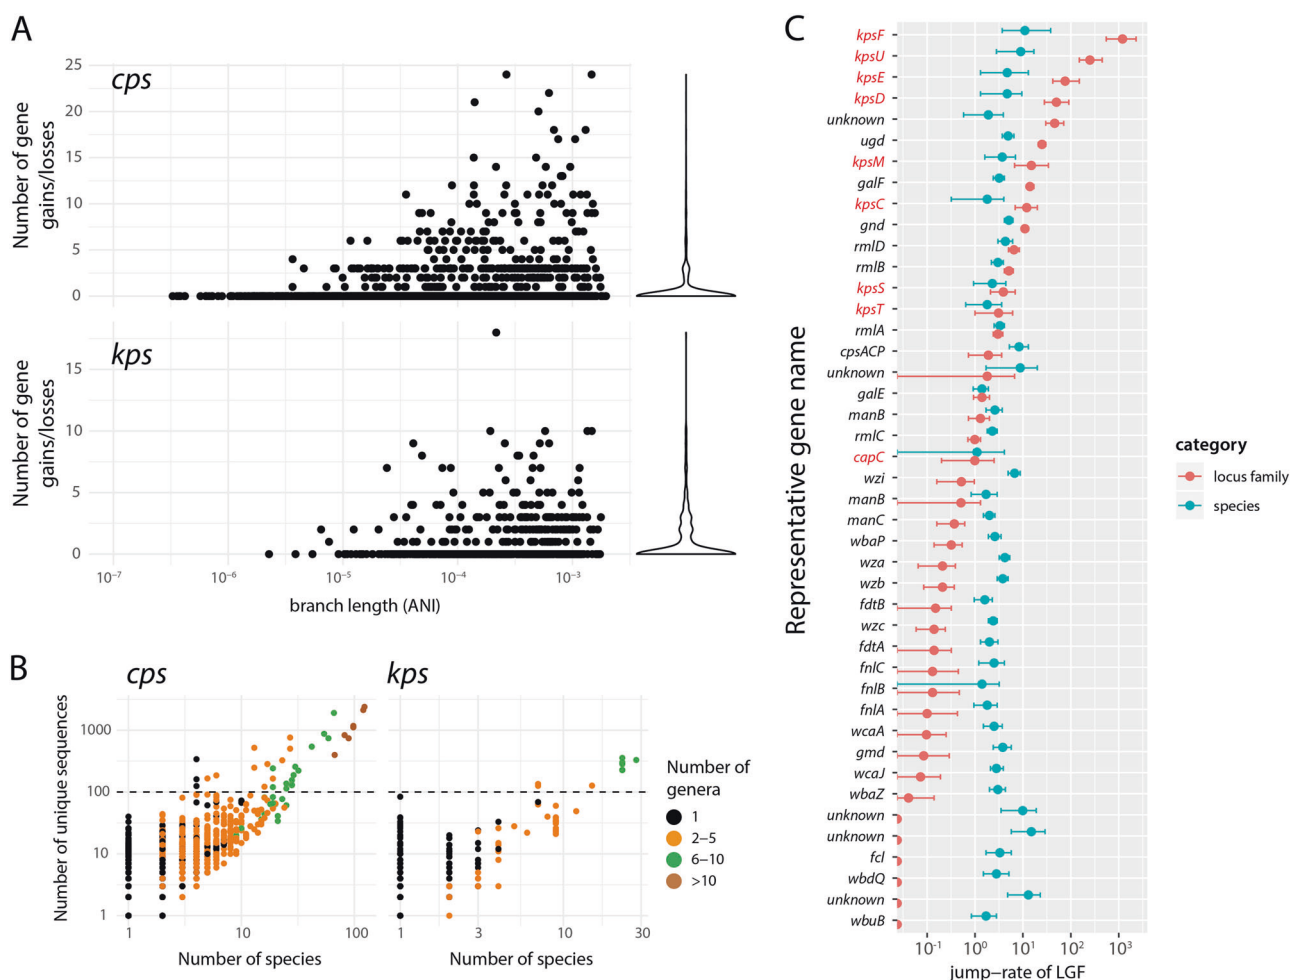 A
cps
Number of gene
gains/losses
25
20
15
10
5
0
kps
Number of gene
gains/losses
15
10
5
0
10⁻⁷
10⁻⁶
10⁻⁵
10⁻⁴
10⁻³
branch length (ANI)
B
cps
kps
Number of unique sequences
1000
100
10
1
1
10
100
1
3
10
30
Number of species
Number of species
Number of
genera
1
2–5
6–10
>10
C
Representative gene name
kpsF
kpsU
kpsE
kpsD
unknown
ugd
kpsM
galF
kpsC
gnd
rmlD
rmlB
kpsS
kpsT
rmlA
cpsACP
unknown
galE
manB
rmlC
capC
wzi
manB
manC
wbaP
wza
wzb
fdtB
wzc
fdtA
fnlC
fnlB
fnlA
wcaA
gmd
wcaJ
wbaZ
unknown
unknown
fcl
wbdQ
unknown
wbuB
10⁻¹
10⁰
10¹
10²
10³
jump–rate of LGF
category
locus family
species